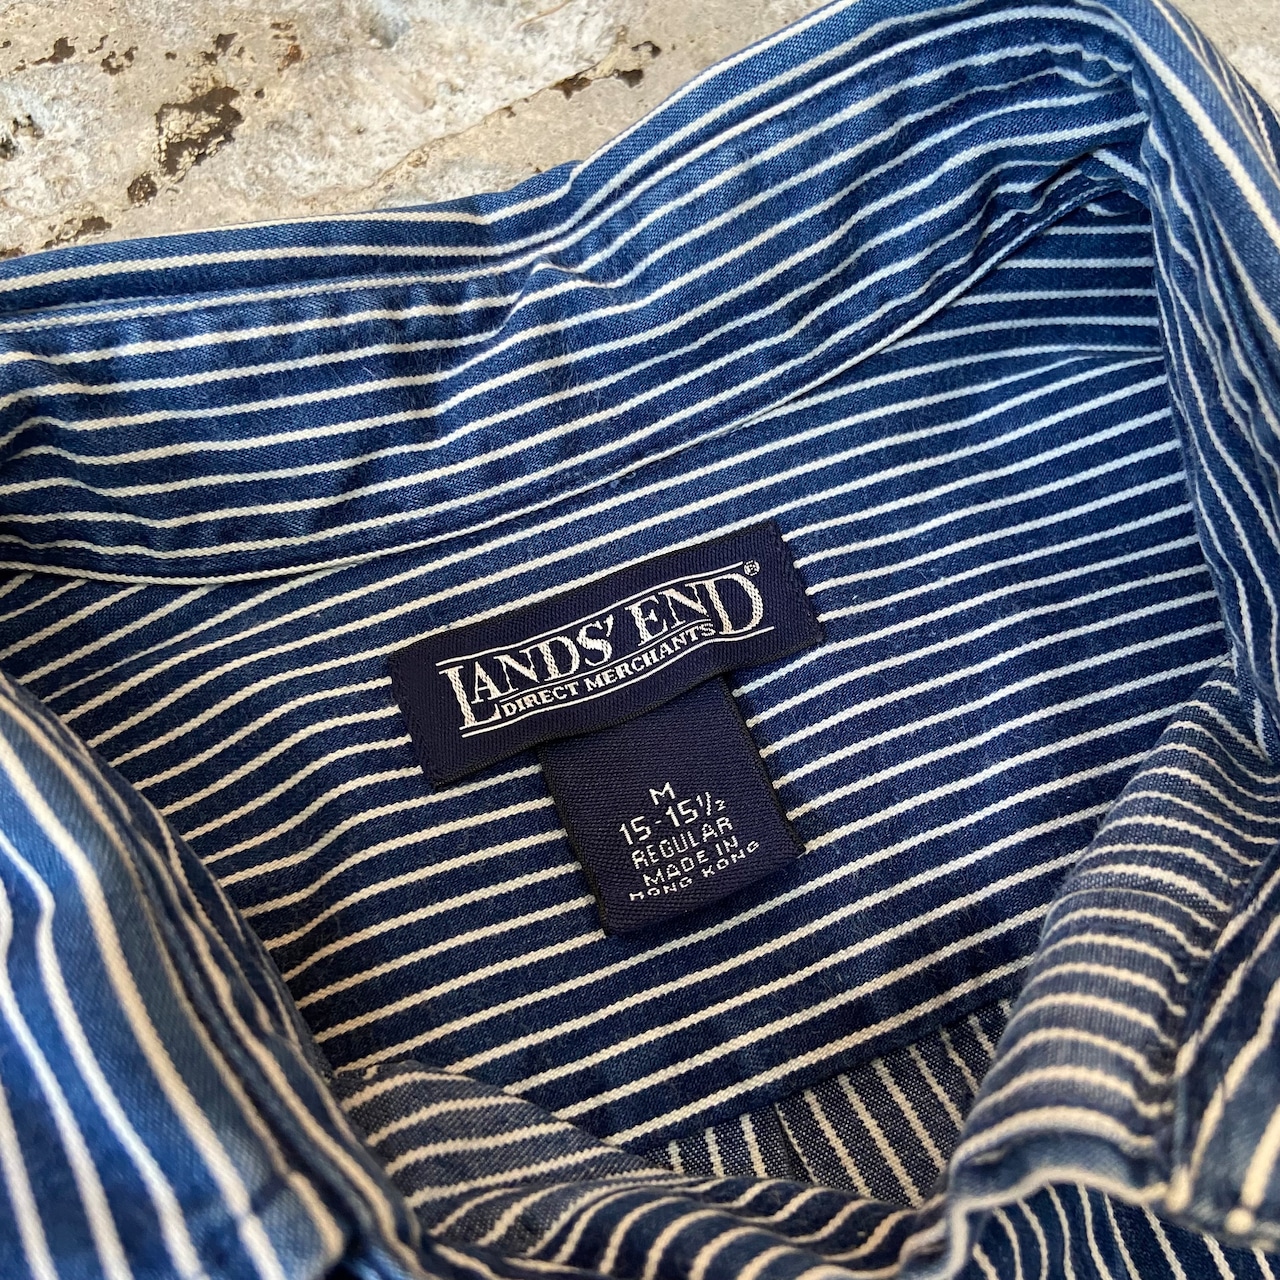 LANDS' END®
DIRECT MERCHANTS
M
15-15½
REGULAR
MADE IN
HONG KONG